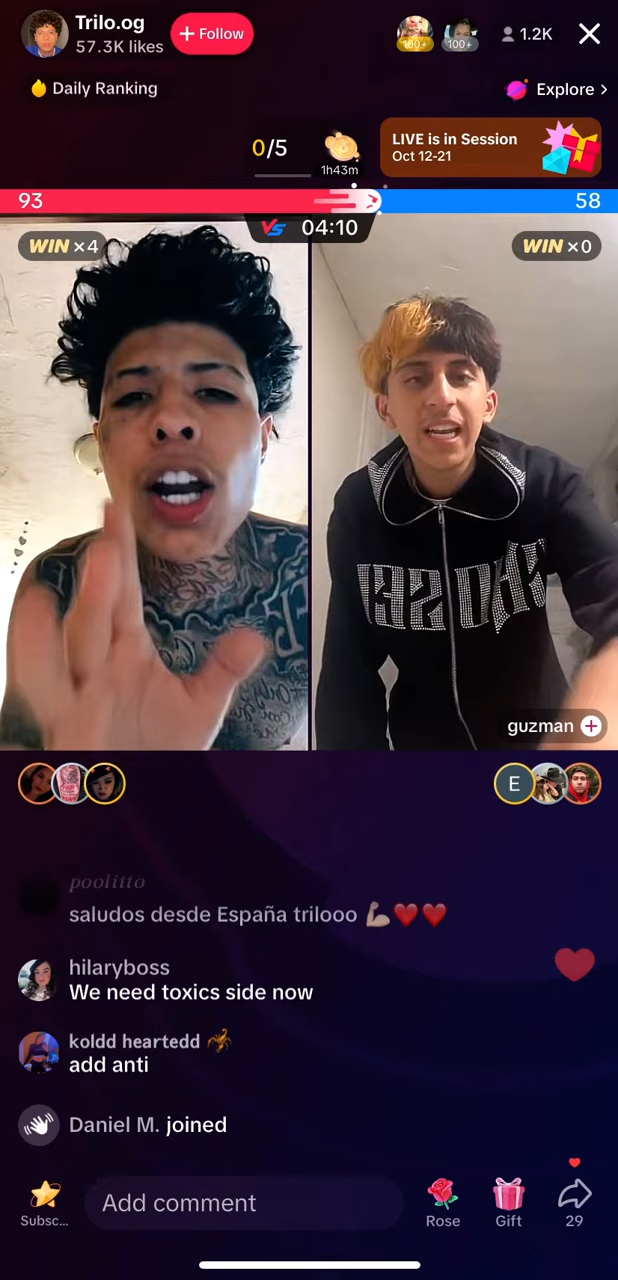 Trilo.og
57.3K likes
+ Follow
100+
100+
1.2K
Daily Ranking
Explore >
0/5
1h43m
LIVE is in Session
Oct 12-21
93
58
VS 04:10
WIN ×4
WIN ×0
guzman +
E
poolitto
saludos desde España trilooo 💪🏼❤️❤️
hilaryboss
We need toxics side now
koldd heartedd 🦂
add anti
Daniel M. joined
Subsc...
Add comment
Rose
Gift
29